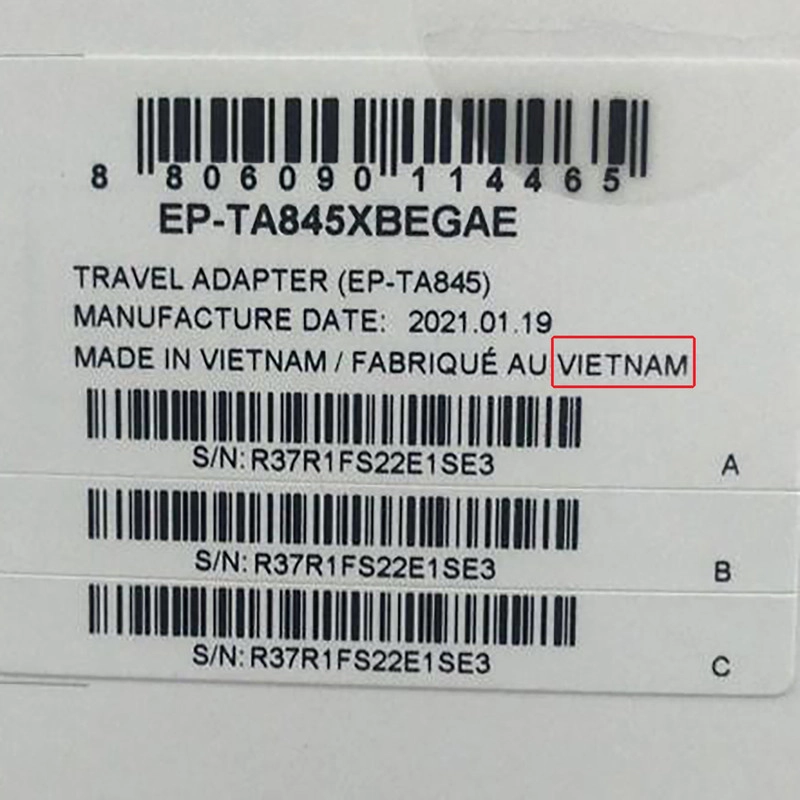 8 806090 114465
EP-TA845XBEGAE
TRAVEL ADAPTER (EP-TA845)
MANUFACTURE DATE: 2021.01.19
MADE IN VIETNAM / FABRIQUÉ AU VIETNAM
S/N: R37R1FS22E1SE3 A
S/N: R37R1FS22E1SE3 B
S/N: R37R1FS22E1SE3 C